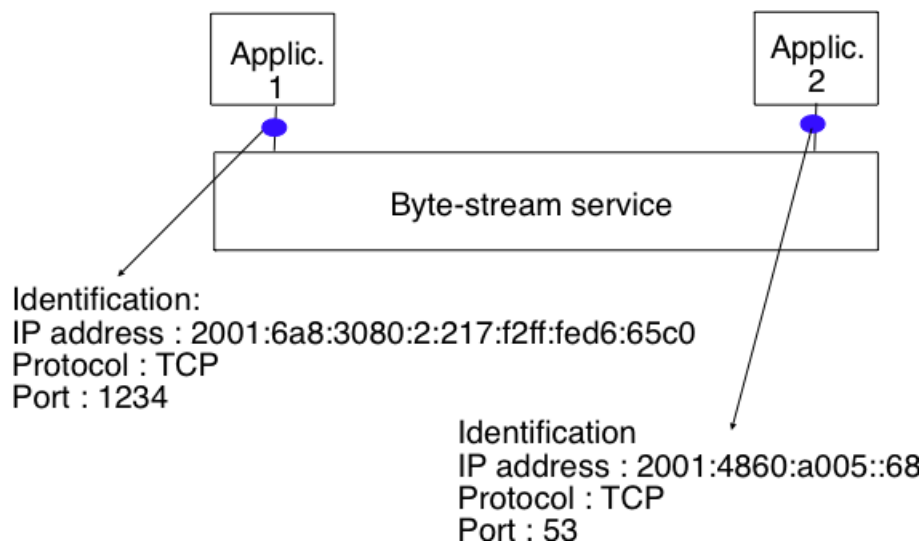 Applic.
1
Applic.
2
Byte-stream service
Identification:
IP address : 2001:6a8:3080:2:217:f2ff:fed6:65c0
Protocol : TCP
Port : 1234
Identification
IP address : 2001:4860:a005::68
Protocol : TCP
Port : 53